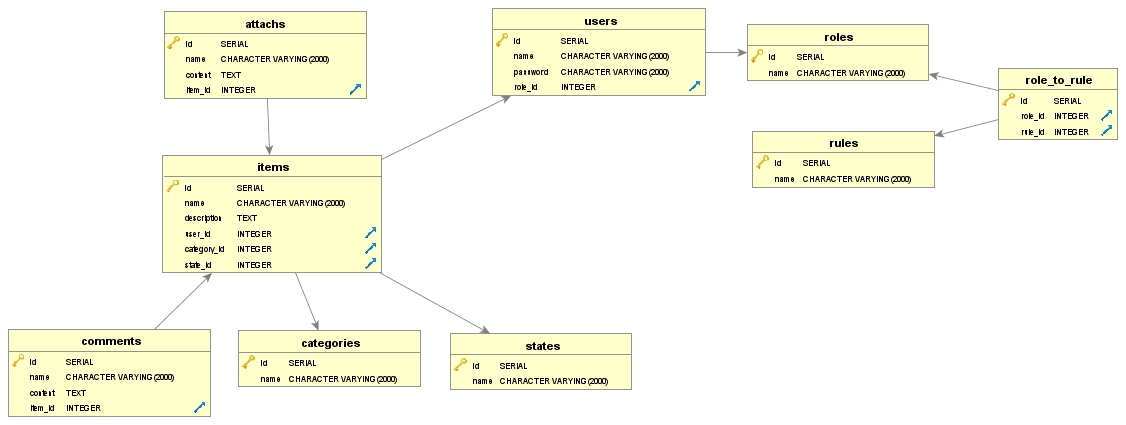 attachs
id SERIAL
name CHARACTER VARYING(2000)
content TEXT
item_id INTEGER
users
id SERIAL
name CHARACTER VARYING(2000)
password CHARACTER VARYING(2000)
role_id INTEGER
roles
id SERIAL
name CHARACTER VARYING(2000)
role_to_rule
id SERIAL
role_id INTEGER
rule_id INTEGER
rules
id SERIAL
name CHARACTER VARYING(2000)
items
id SERIAL
name CHARACTER VARYING(2000)
description TEXT
user_id INTEGER
category_id INTEGER
state_id INTEGER
comments
id SERIAL
name CHARACTER VARYING(2000)
content TEXT
item_id INTEGER
categories
id SERIAL
name CHARACTER VARYING(2000)
states
id SERIAL
name CHARACTER VARYING(2000)